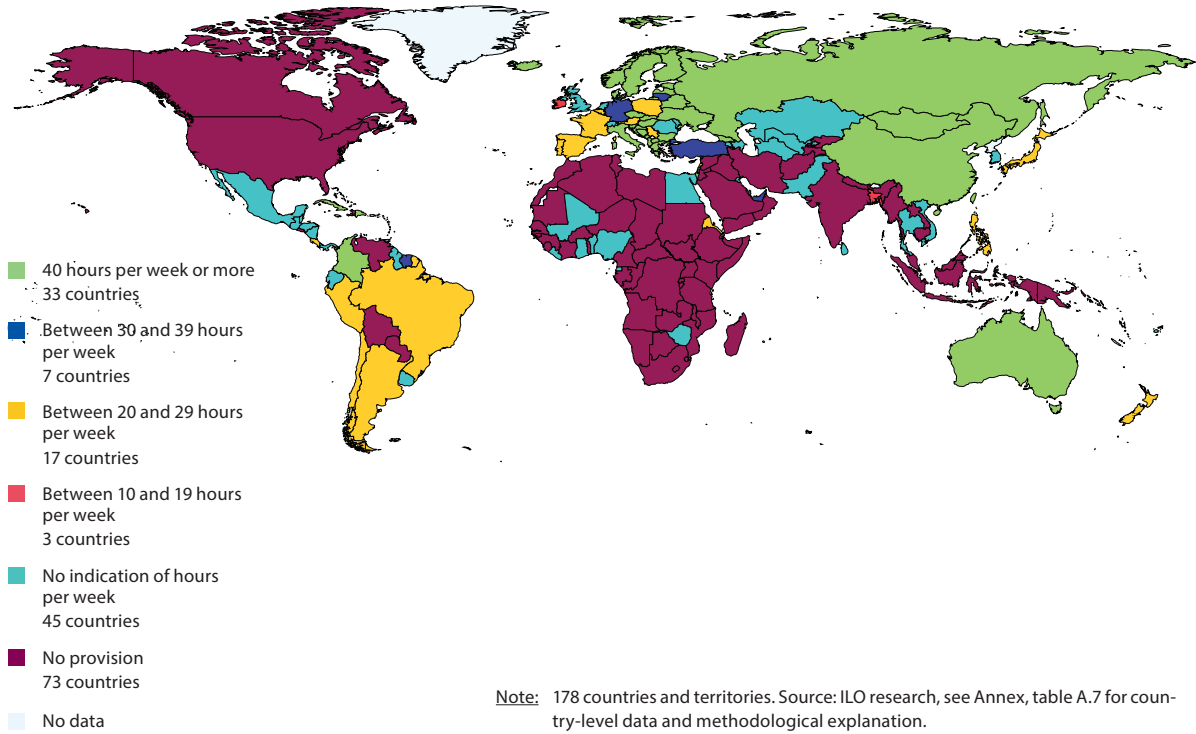 40 hours per week or more
33 countries
Between 30 and 39 hours
per week
7 countries
Between 20 and 29 hours
per week
17 countries
Between 10 and 19 hours
per week
3 countries
No indication of hours
per week
45 countries
No provision
73 countries
No data
Note: 178 countries and territories. Source: ILO research, see Annex, table A.7 for coun-
try-level data and methodological explanation.